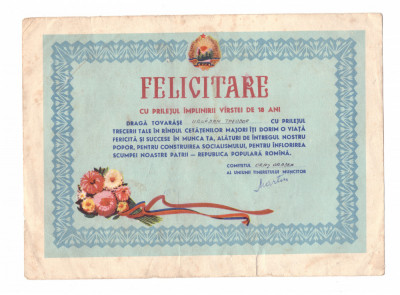 FELICITARE
CU PRILEJUL ÎMPLINIRII VÎRSTEI DE 18 ANI
DRAGĂ TOVARĂȘE CU PRILEJUL
TRECERII TALE ÎN RÎNDUL CETĂȚENILOR MAJORI ÎȚI DORIM O VIAȚĂ
FERICITĂ ȘI SUCCESE ÎN MUNCA TA, ALĂTURI DE ÎNTREGUL NOSTRU
POPOR, PENTRU CONSTRUIREA SOCIALISMULUI, PENTRU ÎNFLORIREA
SCUMPEI NOASTRE PATRII – REPUBLICA POPULARĂ ROMÎNĂ.
COMITETUL
AL UNIUNII TINERETULUI MUNCITOR